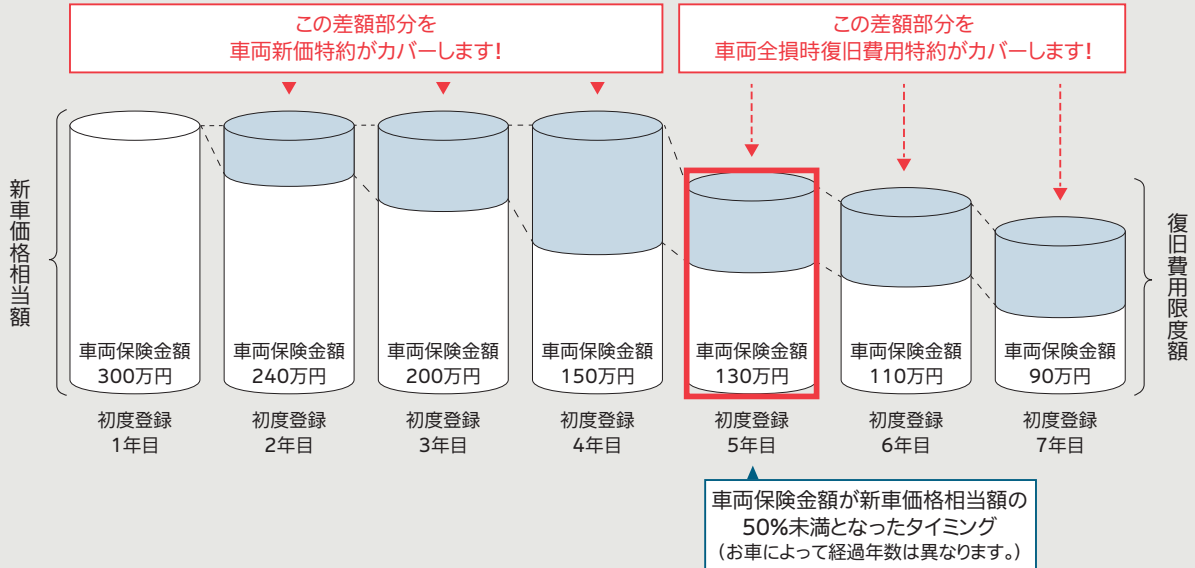 この差額部分を
車両新価特約がカバーします!
この差額部分を
車両全損時復旧費用特約がカバーします!
新車価格相当額
車両保険金額
300万円
車両保険金額
240万円
車両保険金額
200万円
車両保険金額
150万円
車両保険金額
130万円
車両保険金額
110万円
車両保険金額
90万円
復旧費用限度額
初度登録
1年目
初度登録
2年目
初度登録
3年目
初度登録
4年目
初度登録
5年目
初度登録
6年目
初度登録
7年目
車両保険金額が新車価格相当額の
50%未満となったタイミング
(お車によって経過年数は異なります。)